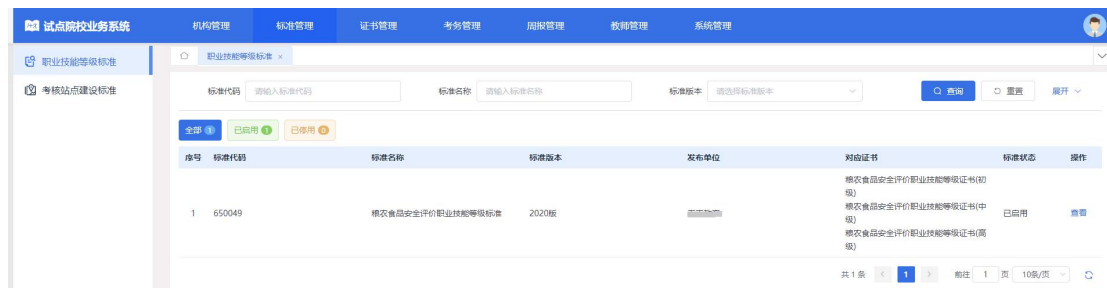 试点院校业务系统 机构管理 标准管理 证书管理 考务管理 周报管理 教师管理 系统管理
职业技能等级标准 职业技能等级标准 ×
考核站点建设标准
标准代码 请输入标准代码 标准名称 请输入标准名称 标准版本 请选择标准版本 查询 重置 展开
全部 1 已启用 1 已停用 0
序号 标准代码 标准名称 标准版本 发布单位 对应证书 标准状态 操作
粮农食品安全评价职业技能等级证书(初
级)
粮农食品安全评价职业技能等级证书(中
1 650049 粮农食品安全评价职业技能等级标准 2020版 已启用 查看
级)
粮农食品安全评价职业技能等级证书(高
级)
共1条 < 1 > 前往 1 页 10条/页